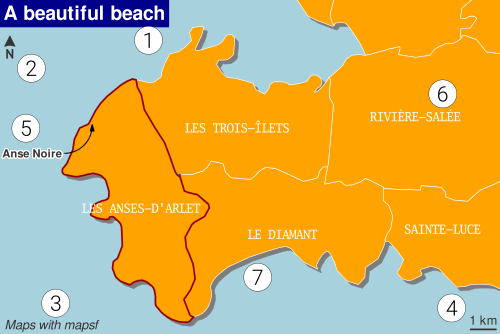 A beautiful beach
1
N
2
6
RIVIÈRE-SALÉE
LES TROIS-ÎLETS
5
Anse Noire
LES ANSES-D'ARLET
LE DIAMANT
SAINTE-LUCE
7
3
4
Maps with mapsf
1 km